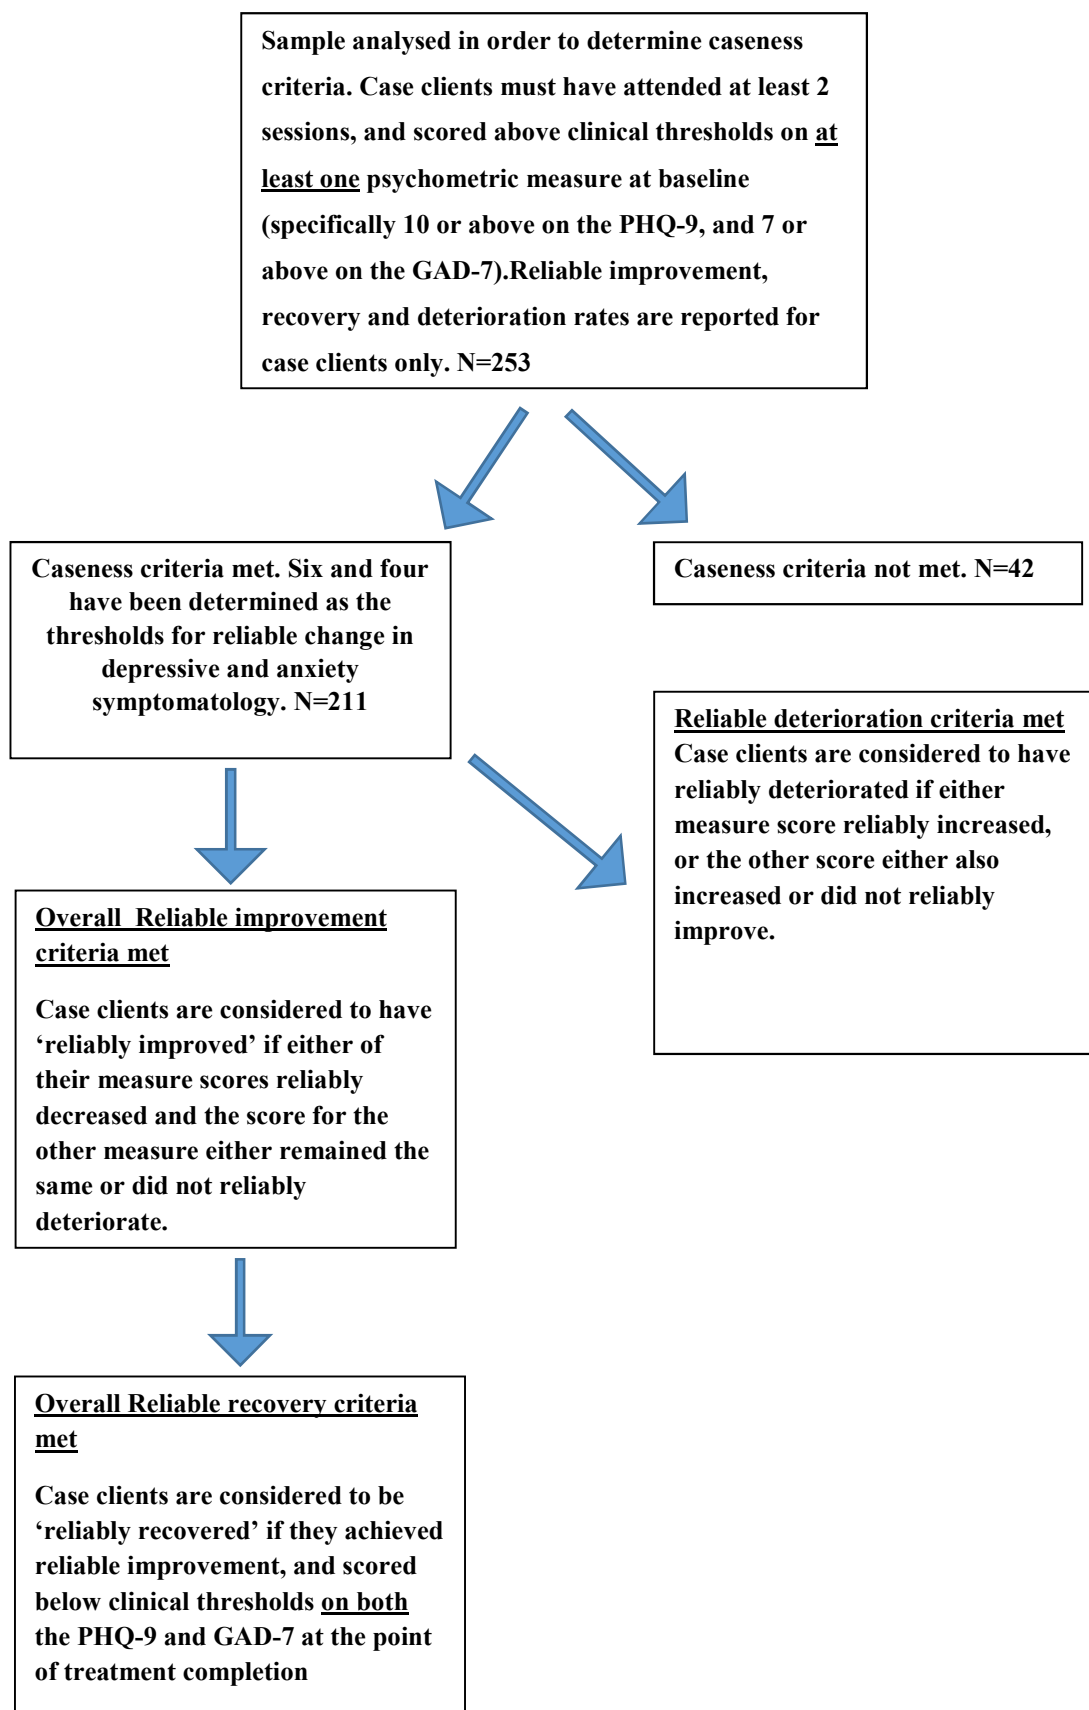 Sample analysed in order to determine caseness
criteria. Case clients must have attended at least 2
sessions, and scored above clinical thresholds on at
least one psychometric measure at baseline
(specifically 10 or above on the PHQ-9, and 7 or
above on the GAD-7).Reliable improvement,
recovery and deterioration rates are reported for
case clients only. N=253
Caseness criteria met. Six and four
have been determined as the
thresholds for reliable change in
depressive and anxiety
symptomatology. N=211
Caseness criteria not met. N=42
Reliable deterioration criteria met
Case clients are considered to have
reliably deteriorated if either
measure score reliably increased,
or the other score either also
increased or did not reliably
improve.
Overall  Reliable improvement
criteria met
Case clients are considered to have
‘reliably improved’ if either of
their measure scores reliably
decreased and the score for the
other measure either remained the
same or did not reliably
deteriorate.
Overall Reliable recovery criteria
met
Case clients are considered to be
‘reliably recovered’ if they achieved
reliable improvement, and scored
below clinical thresholds on both
the PHQ-9 and GAD-7 at the point
of treatment completion